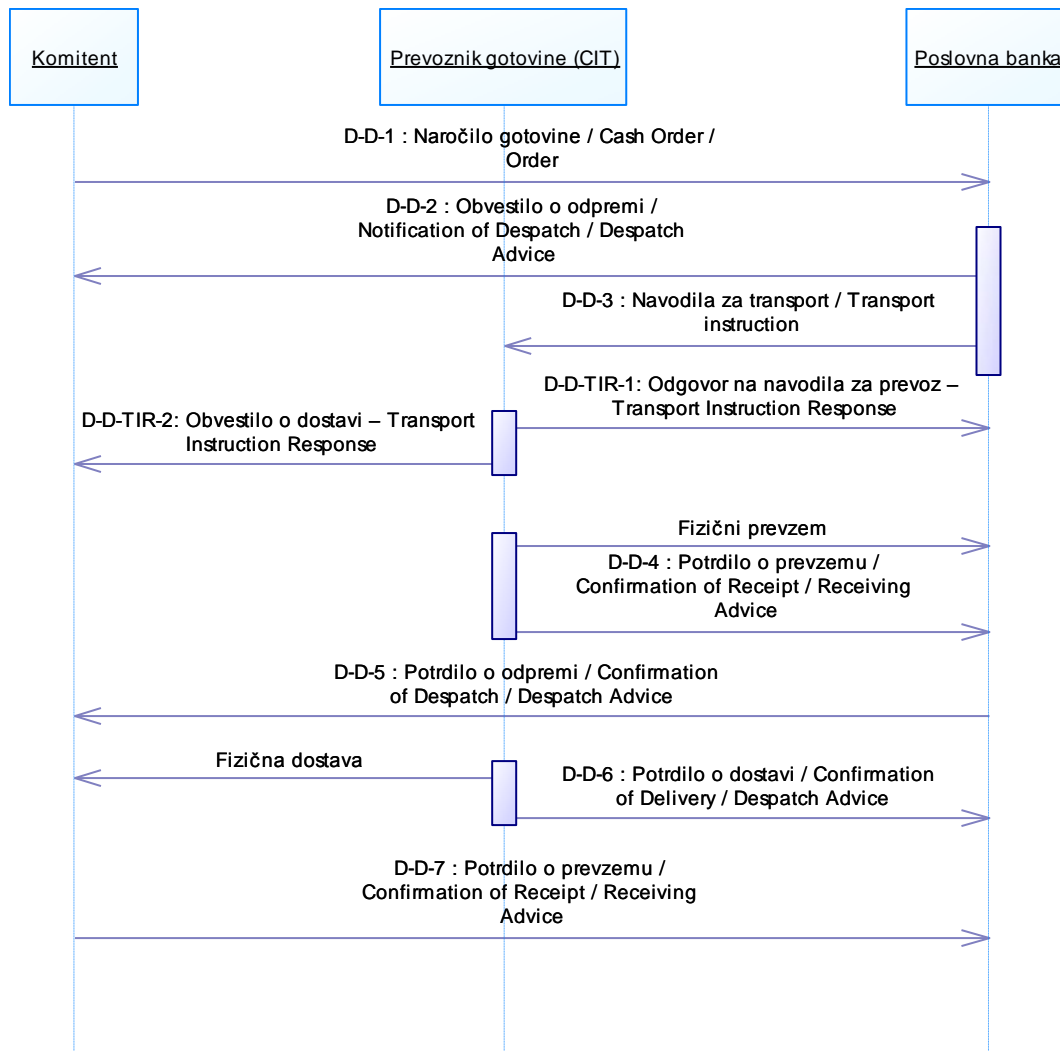 Komitent
Prevoznik gotovine (CIT)
Poslovna banka
D-D-1 : Naročilo gotovine / Cash Order /
Order
D-D-2 : Obvestilo o odpremi /
Notification of Despatch / Despatch
Advice
D-D-3 : Navodila za transport / Transport
instruction
D-D-TIR-1: Odgovor na navodila za prevoz –
Transport Instruction Response
D-D-TIR-2: Obvestilo o dostavi – Transport
Instruction Response
Fizični prevzem
D-D-4 : Potrdilo o prevzemu /
Confirmation of Receipt / Receiving
Advice
D-D-5 : Potrdilo o odpremi / Confirmation
of Despatch / Despatch Advice
Fizična dostava
D-D-6 : Potrdilo o dostavi / Confirmation
of Delivery / Despatch Advice
D-D-7 : Potrdilo o prevzemu /
Confirmation of Receipt / Receiving
Advice